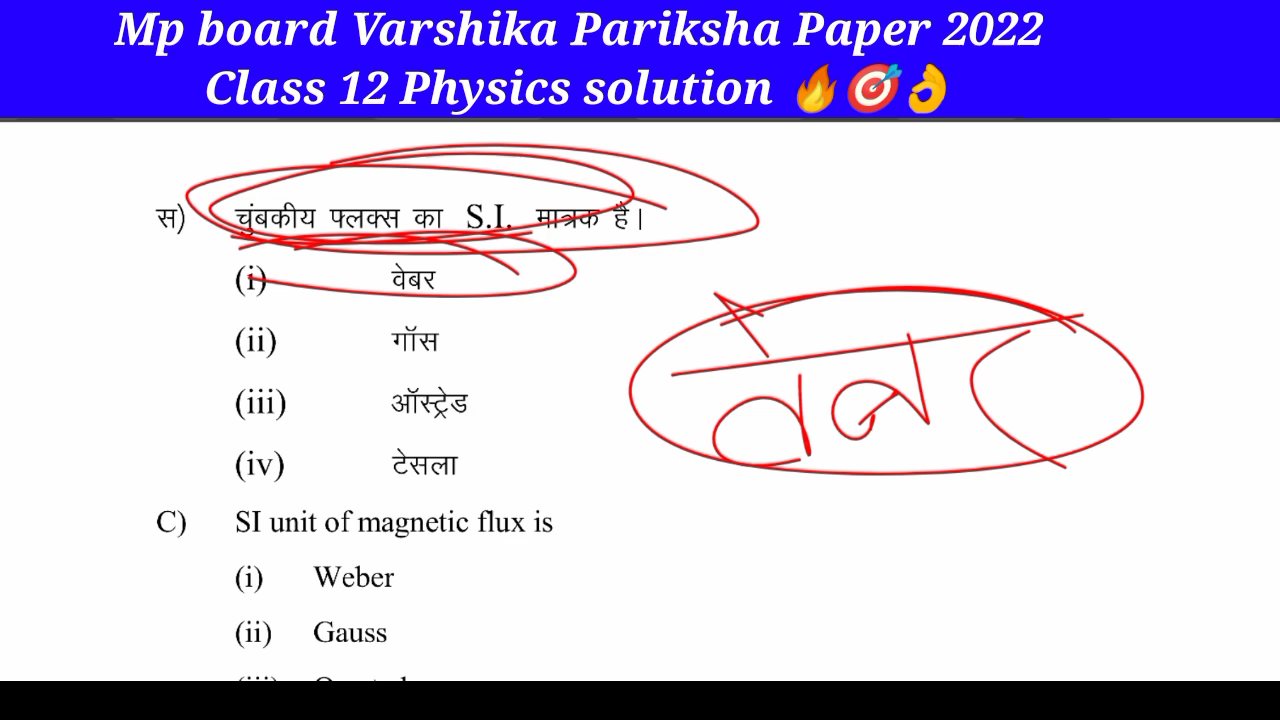 Mp board Varshika Pariksha Paper 2022
Class 12 Physics solution 🔥🎯👌
स) चुंबकीय फ्लक्स का S.I. मात्रक है।
(i) वेबर
(ii) गॉस
(iii) ऑस्ट्रेड
(iv) टेसला
वेबर
C) SI unit of magnetic flux is
(i) Weber
(ii) Gauss